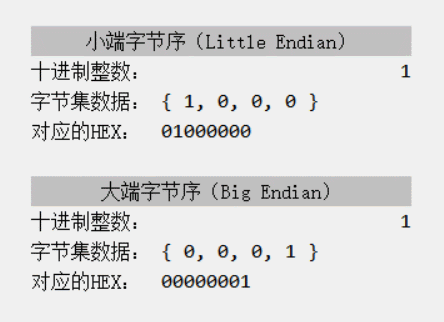 小端字节序（Little Endian）
十进制整数： 1
字节集数据： { 1, 0, 0, 0 }
对应的HEX： 01000000
大端字节序（Big Endian）
十进制整数： 1
字节集数据： { 0, 0, 0, 1 }
对应的HEX： 00000001